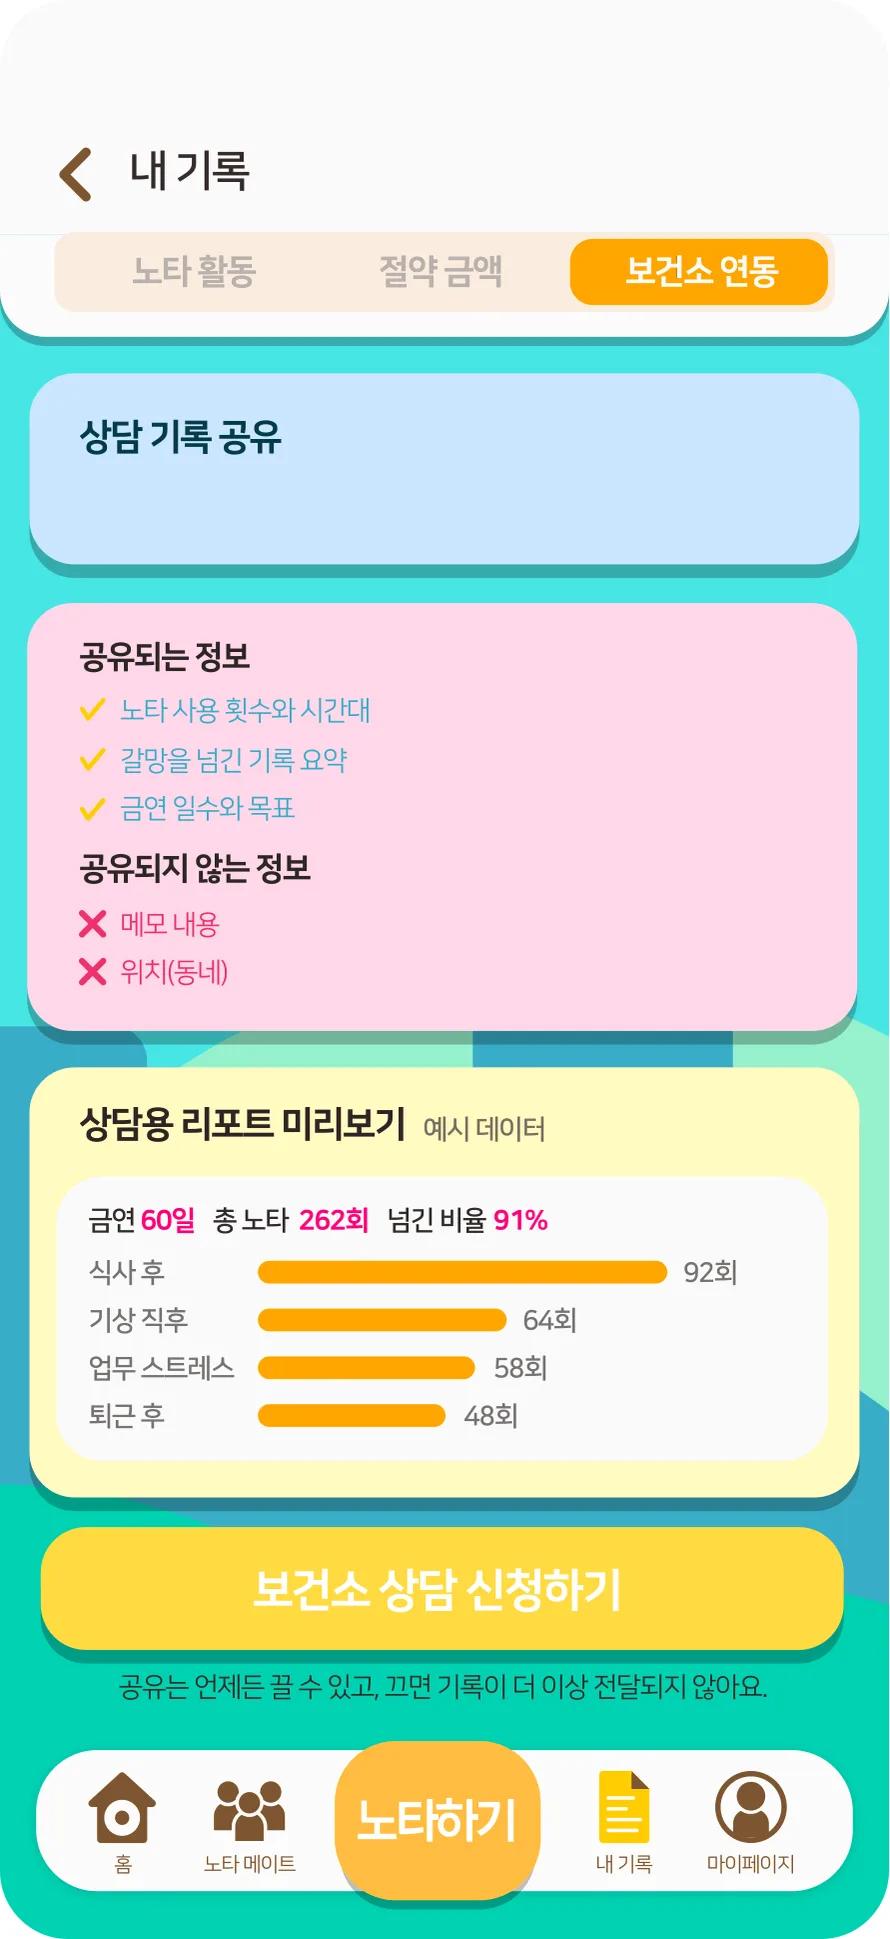 내 기록
노타 활동 절약 금액 보건소 연동
상담 기록 공유
공유되는 정보
노타 사용 횟수와 시간대
갈망을 넘긴 기록 요약
금연 일수와 목표
공유되지 않는 정보
메모 내용
위치(동네)
상담용 리포트 미리보기 예시 데이터
금연 60일 총 노타 262회 넘긴 비율 91%
식사 후 92회
기상 직후 64회
업무 스트레스 58회
퇴근 후 48회
보건소 상담 신청하기
공유는 언제든 끌 수 있고, 끄면 기록이 더 이상 전달되지 않아요.
노타하기
홈 노타 메이트 내 기록 마이페이지